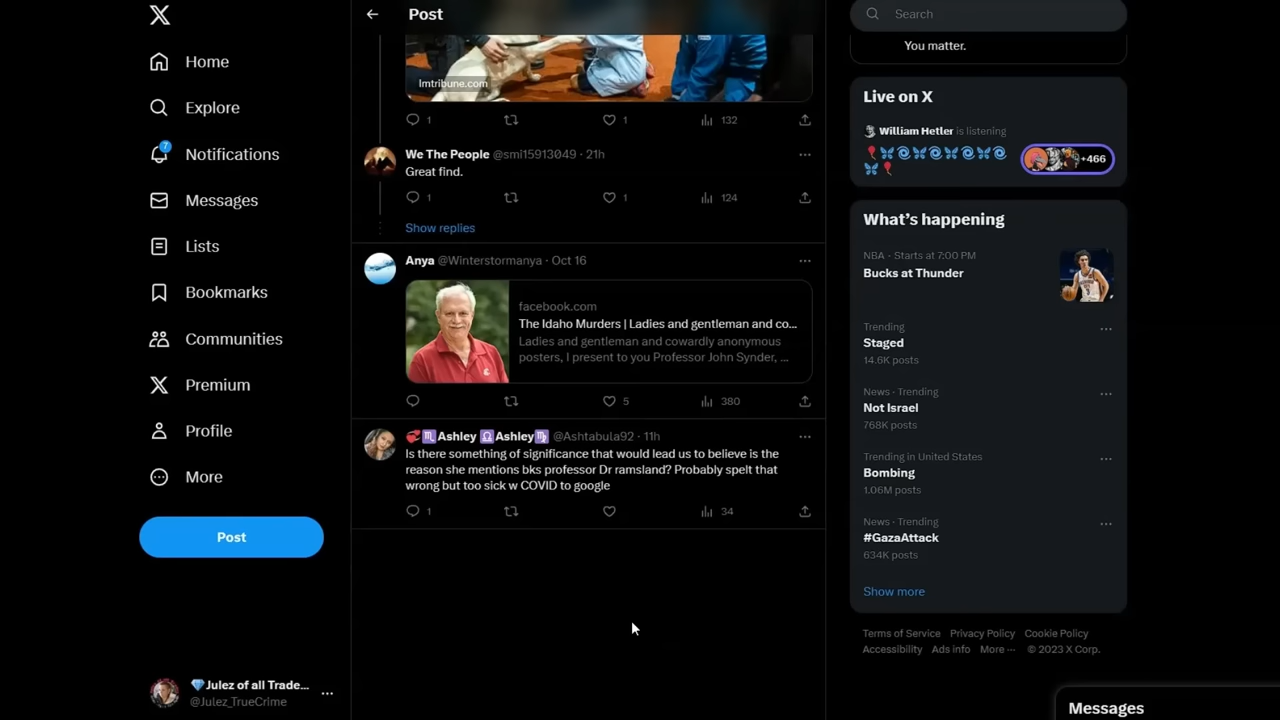 Home
Explore
7
Notifications
Messages
Lists
Bookmarks
Communities
Premium
Profile
More
Post
💎Julez of all Trade...
@Julez_TrueCrime
Post
lmtribune.com
1
1
132
We The People @smi15913049 · 21h
Great find.
1
1
124
Show replies
Anya @Winterstormanya · Oct 16
facebook.com
The Idaho Murders | Ladies and gentleman and co...
Ladies and gentleman and cowardly anonymous
posters, I present to you Professor John Synder, ...
5
380
💞♏Ashley ♎Ashley♍ @Ashtabula92 · 11h
Is there something of significance that would lead us to believe is the
reason she mentions bks professor Dr ramsland? Probably spelt that
wrong but too sick w COVID to google
1
34
Search
You matter.
Live on X
William Hetler is listening
🎈🦋🌀🦋🌀🦋🌀🦋🌀
🦋🎈
+466
What's happening
NBA · Starts at 7:00 PM
Bucks at Thunder
Trending
Staged
14.6K posts
News · Trending
Not Israel
768K posts
Trending in United States
Bombing
1.06M posts
News · Trending
#GazaAttack
634K posts
Show more
Terms of Service Privacy Policy Cookie Policy
Accessibility Ads info More ··· © 2023 X Corp.
Messages